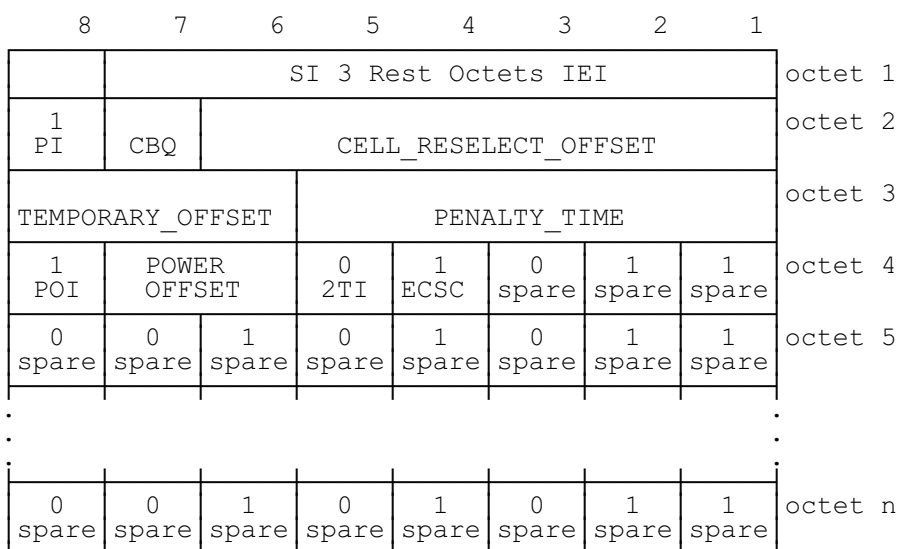 8 7 6 5 4 3 2 1
SI 3 Rest Octets IEI octet 1
1 octet 2
PI CBQ CELL_RESELECT_OFFSET
octet 3
TEMPORARY_OFFSET PENALTY_TIME
1 POWER 0 1 0 1 1 octet 4
POI OFFSET 2TI ECSC spare spare spare
0 0 1 0 1 0 1 1 octet 5
spare spare spare spare spare spare spare spare
0 0 1 0 1 0 1 1 octet n
spare spare spare spare spare spare spare spare